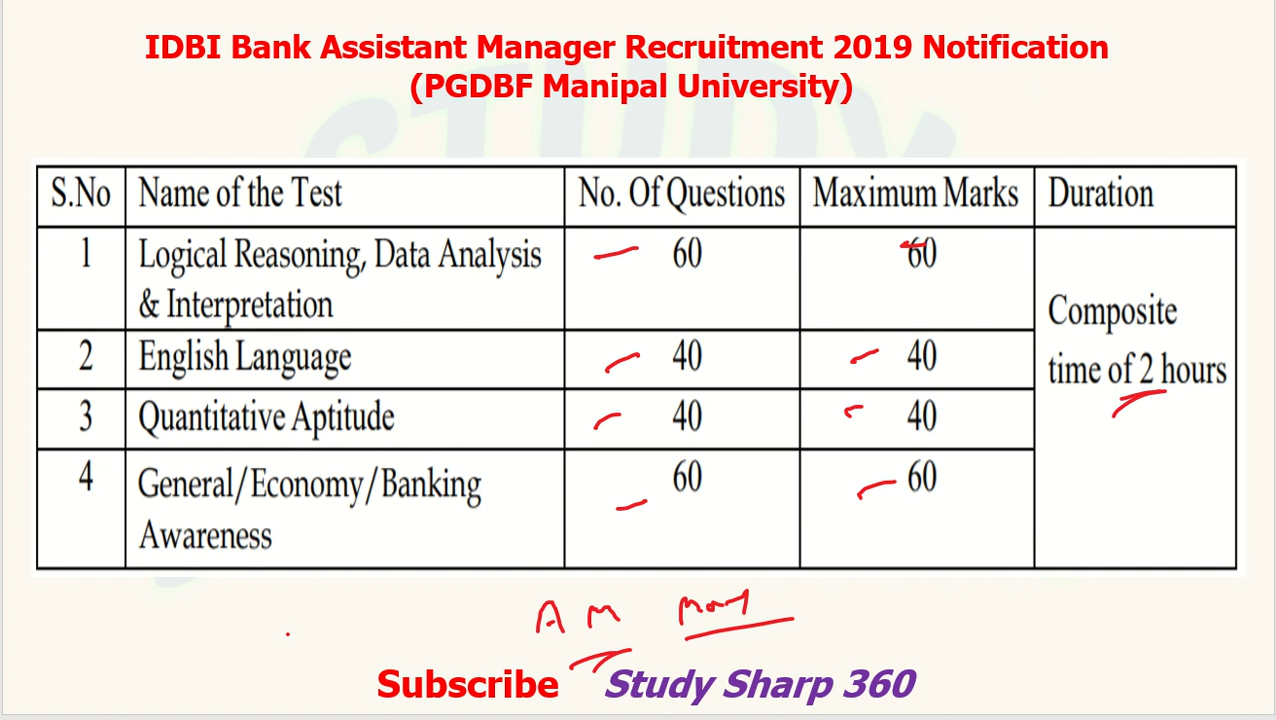 IDBI Bank Assistant Manager Recruitment 2019 Notification
(PGDBF Manipal University)
S.No Name of the Test No. Of Questions Maximum Marks Duration
1 Logical Reasoning, Data Analysis & Interpretation 60 60 Composite time of 2 hours
2 English Language 40 40
3 Quantitative Aptitude 40 40
4 General/Economy/Banking Awareness 60 60
A M
Subscribe Study Sharp 360